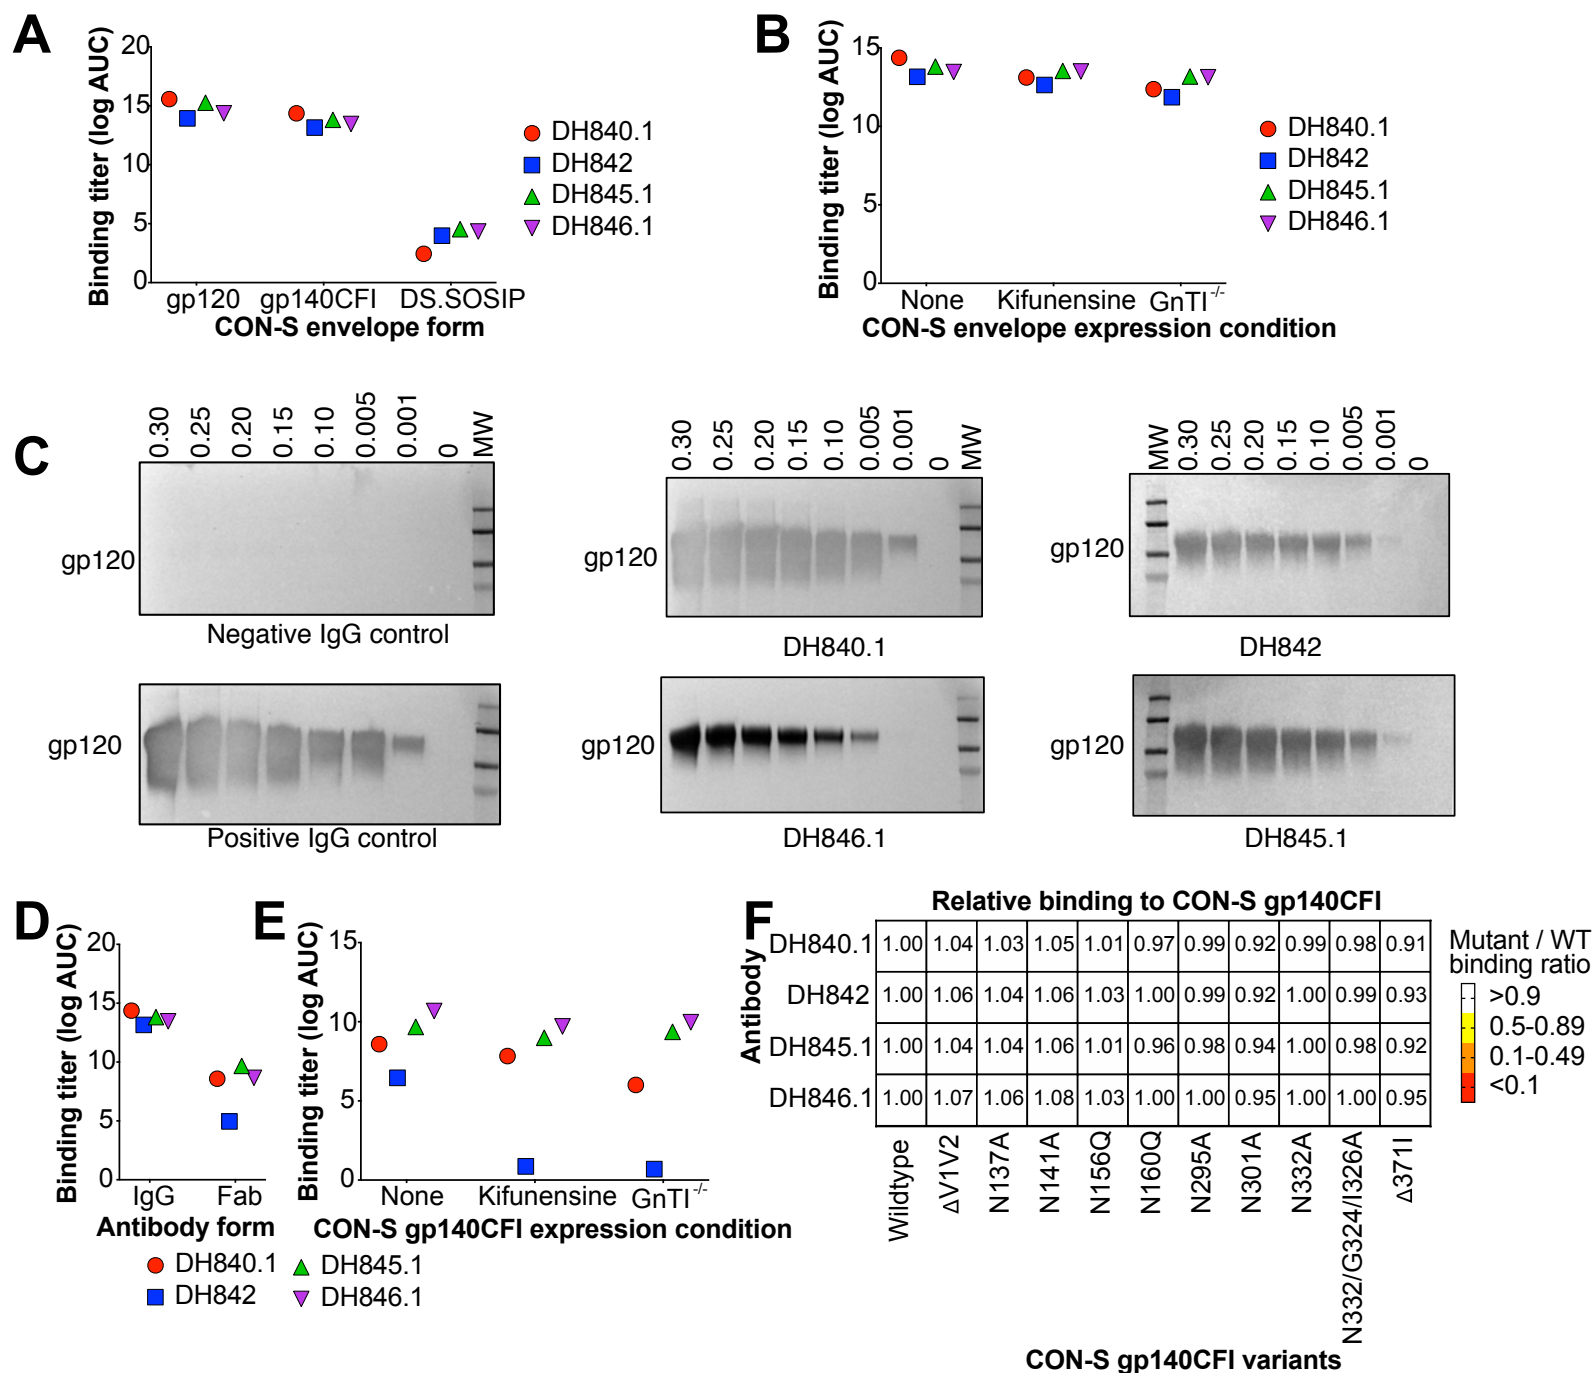 A
Binding titer (log AUC)
20
15
10
5
0
gp120 gp140CFI DS.SOSIP
CON-S envelope form
DH840.1
DH842
DH845.1
DH846.1
B
Binding titer (log AUC)
15
10
5
0
None Kifunensine GnTI-/-
CON-S envelope expression condition
DH840.1
DH842
DH845.1
DH846.1
C
0.30 0.25 0.20 0.15 0.10 0.005 0.001 0 MW
gp120
Negative IgG control
0.30 0.25 0.20 0.15 0.10 0.005 0.001 0 MW
gp120
DH840.1
MW 0.30 0.25 0.20 0.15 0.10 0.005 0.001 0
gp120
DH842
gp120
Positive IgG control
gp120
DH846.1
gp120
DH845.1
D
Binding titer (log AUC)
20
15
10
5
0
IgG Fab
Antibody form
E
Binding titer (log AUC)
15
10
5
0
None Kifunensine GnTI-/-
CON-S gp140CFI expression condition
DH840.1 DH845.1
DH842 DH846.1
F
Relative binding to CON-S gp140CFI
Antibody
DH840.1 1.00 1.04 1.03 1.05 1.01 0.97 0.99 0.92 0.99 0.98 0.91
DH842 1.00 1.06 1.04 1.06 1.03 1.00 0.99 0.92 1.00 0.99 0.93
DH845.1 1.00 1.04 1.04 1.06 1.01 0.96 0.98 0.94 1.00 0.98 0.92
DH846.1 1.00 1.07 1.06 1.08 1.03 1.00 1.00 0.95 1.00 1.00 0.95
Wildtype ΔV1V2 N137A N141A N156Q N160Q N295A N301A N332A N332/G324/I326A Δ371I
CON-S gp140CFI variants
Mutant / WT
binding ratio
>0.9
0.5-0.89
0.1-0.49
<0.1